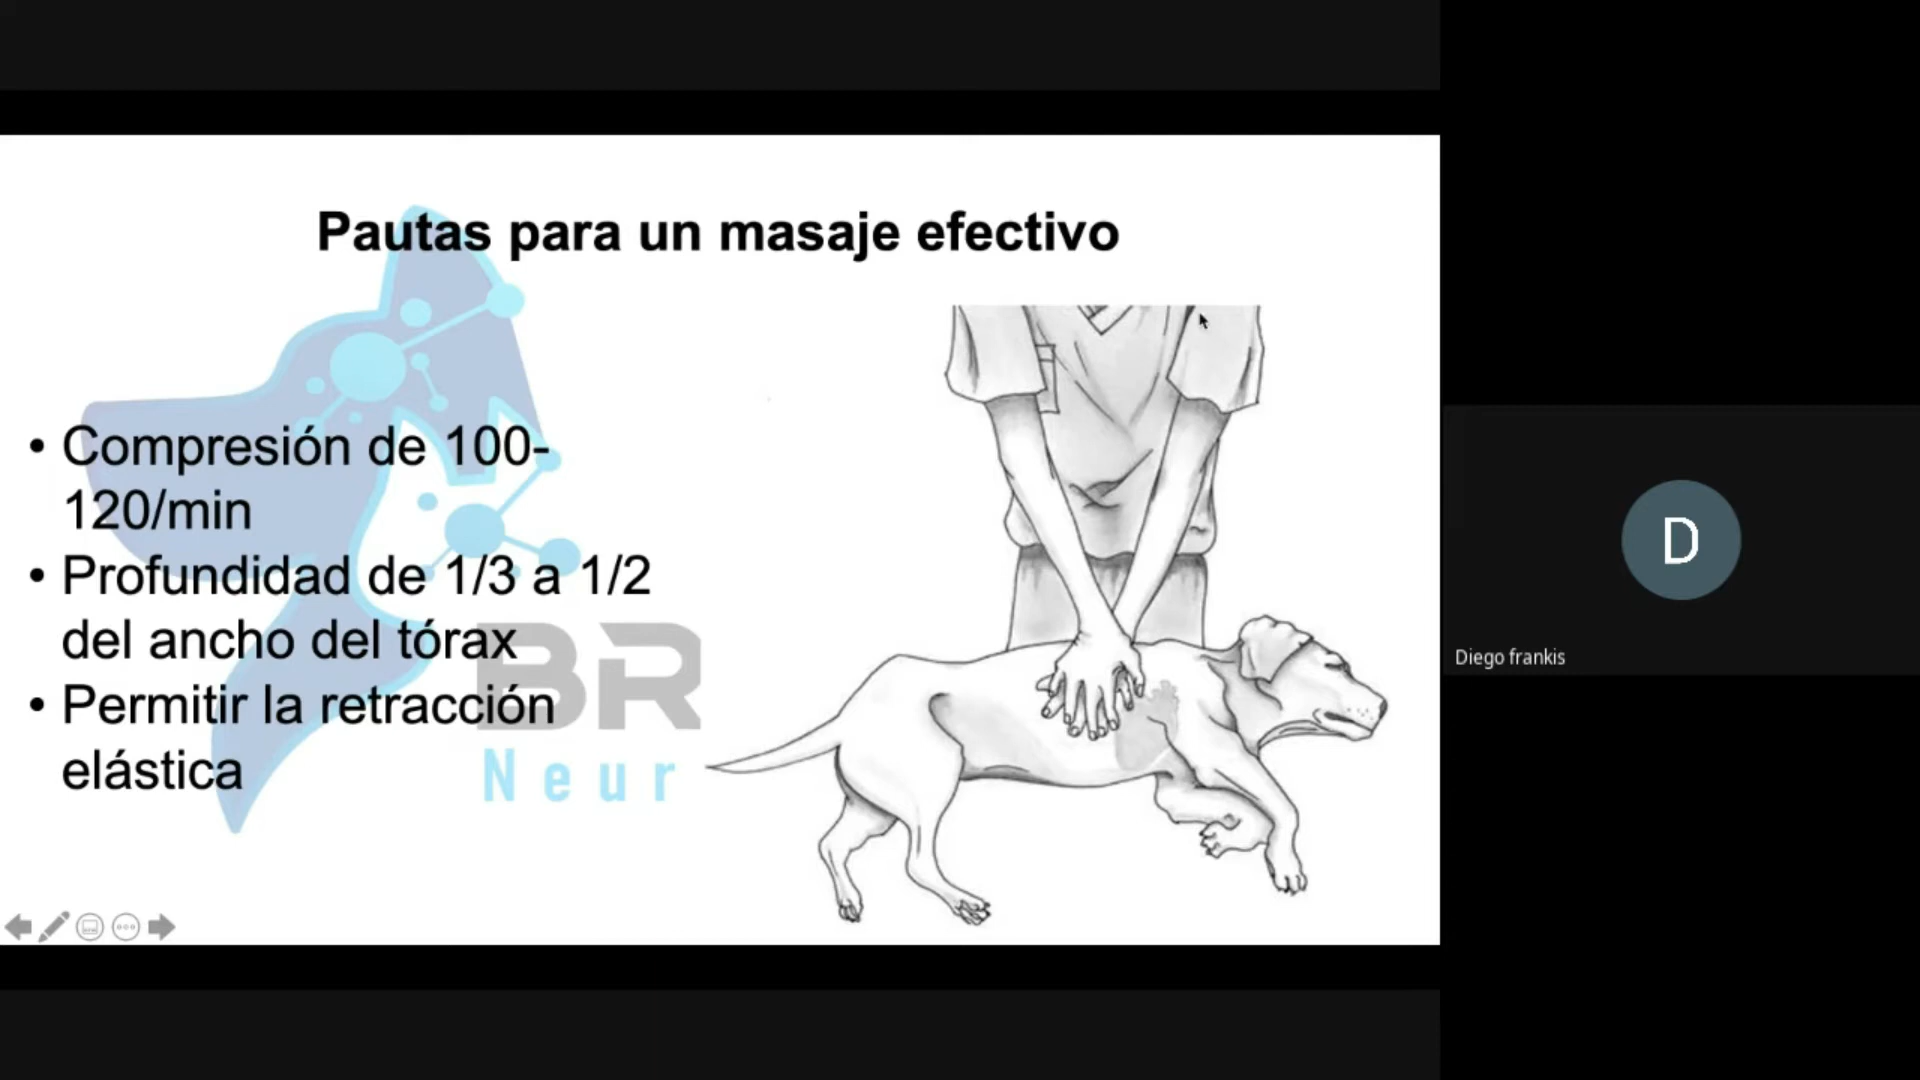 Pautas para un masaje efectivo
• Compresión de 100-
120/min
• Profundidad de 1/3 a 1/2
del ancho del tórax
• Permitir la retracción
elástica
BR
Neur
D
Diego frankis